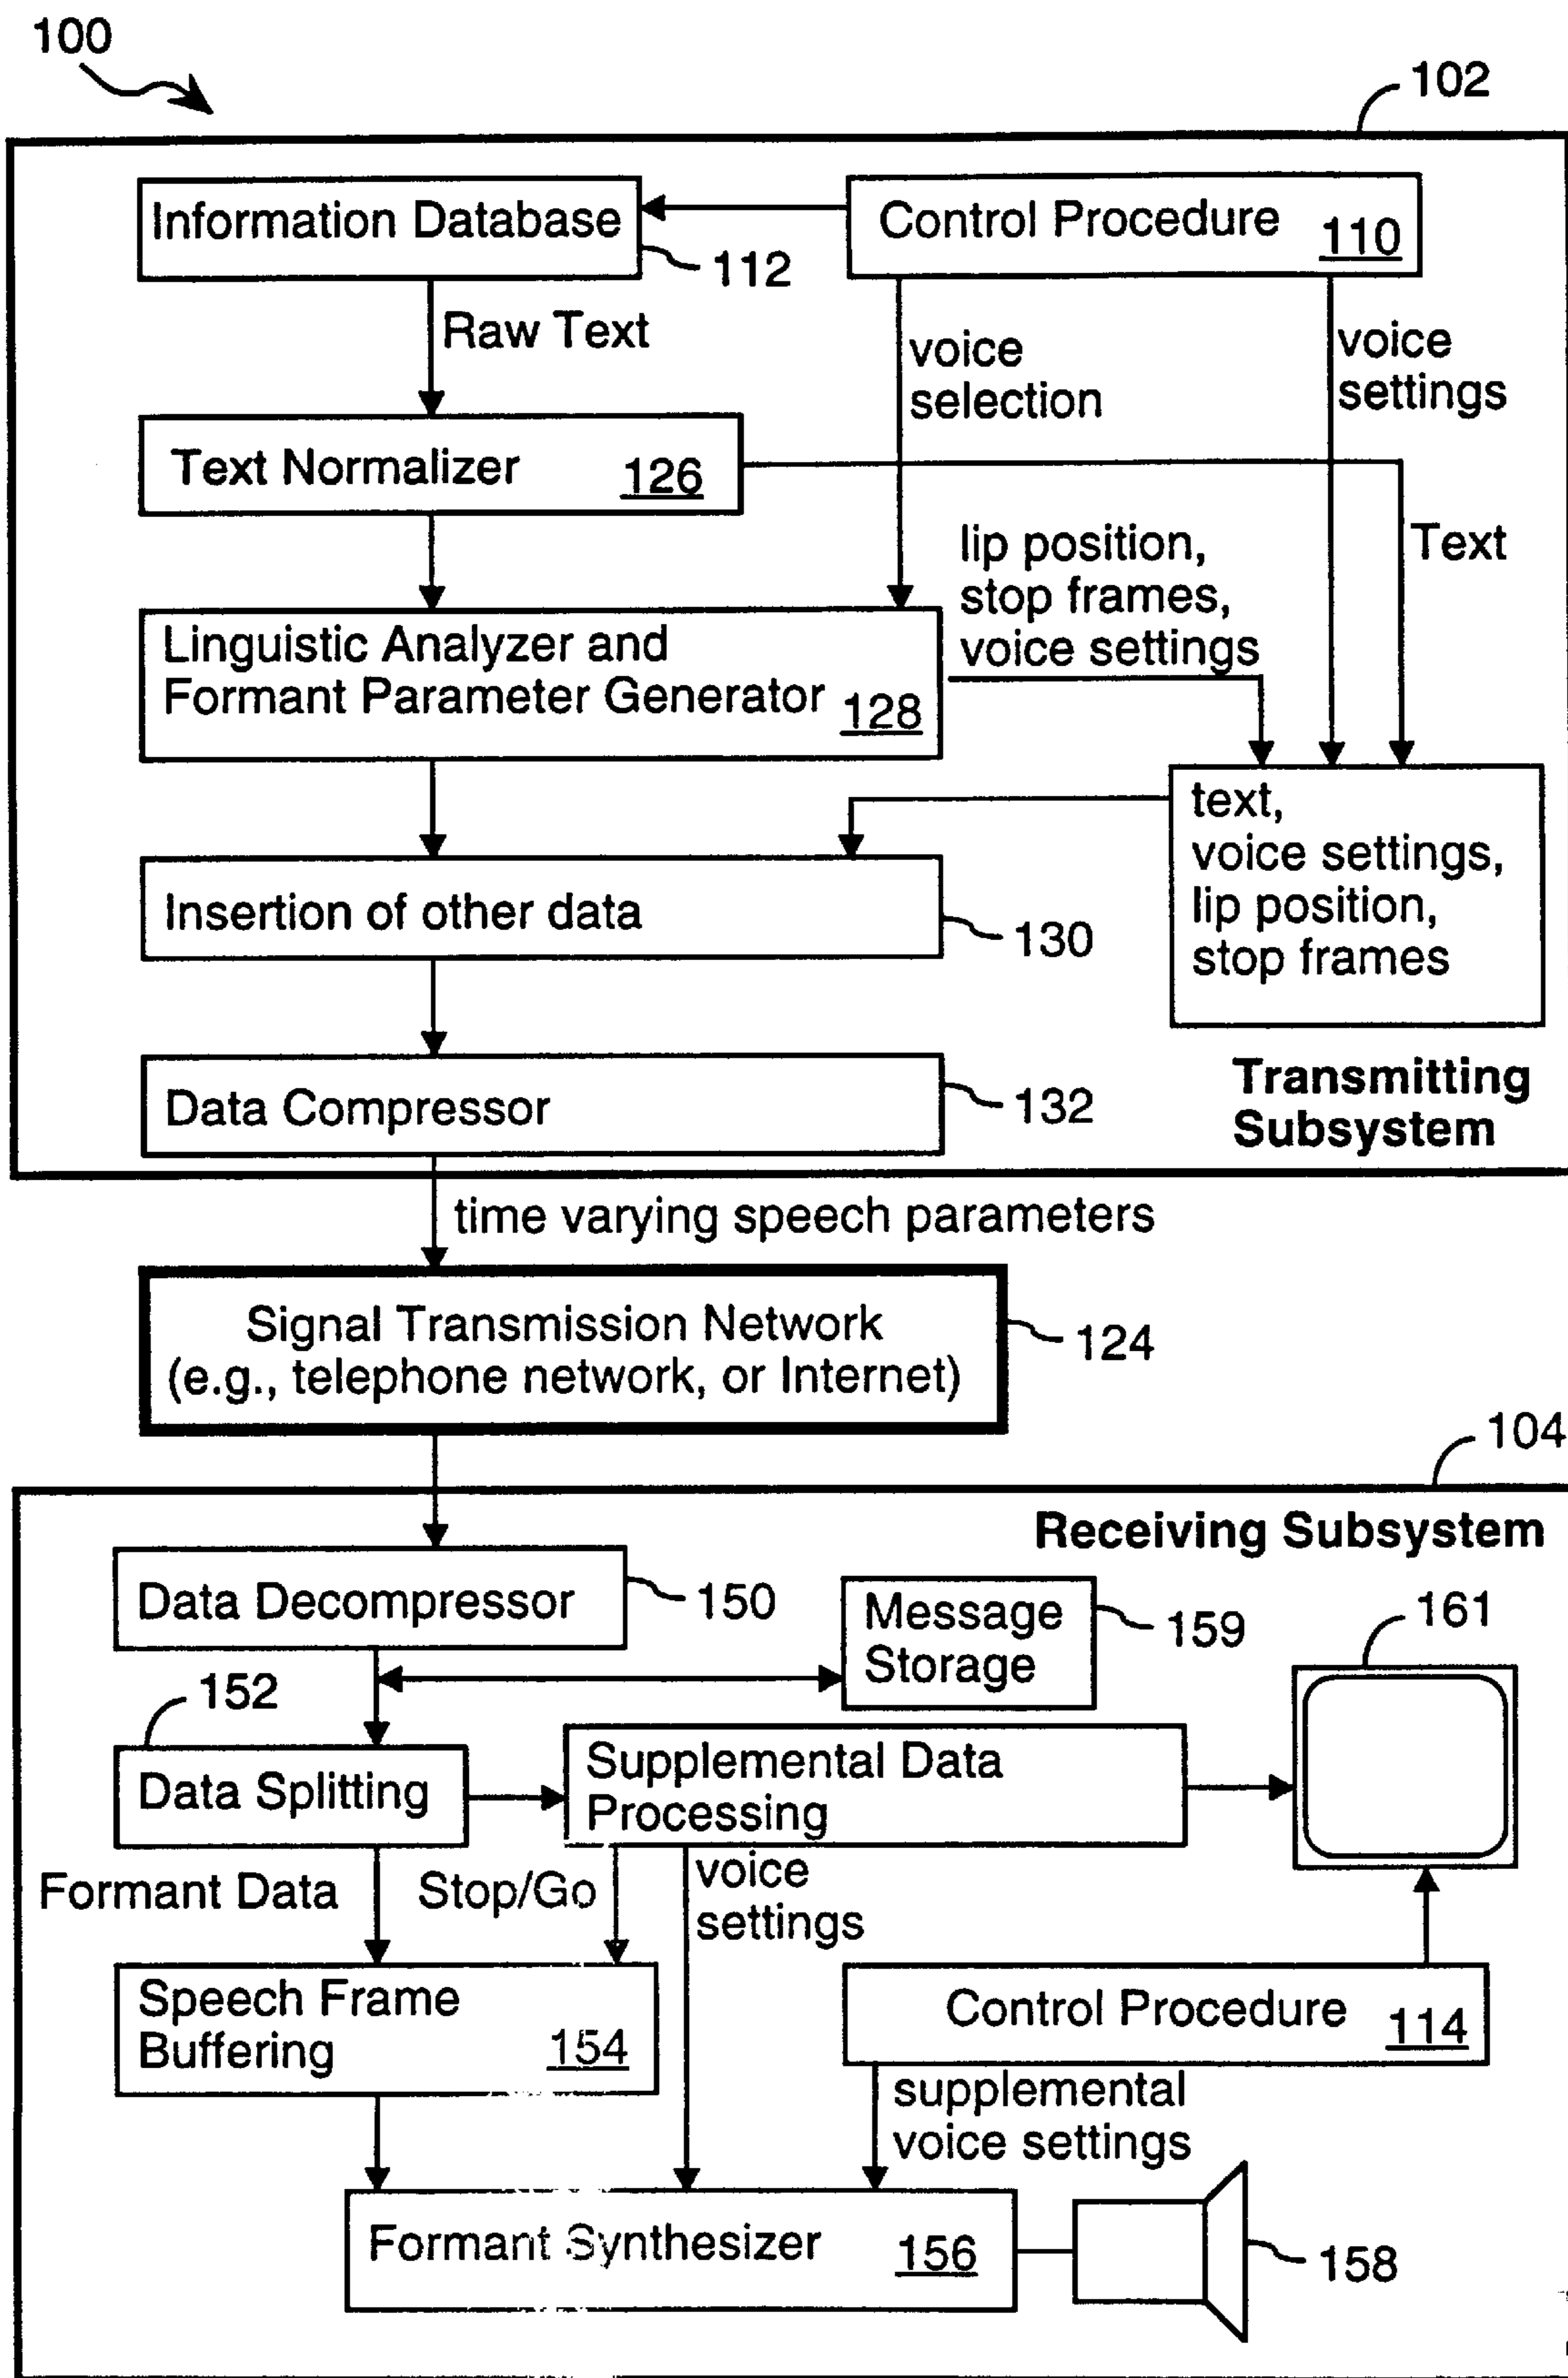 100
102
Information Database
112
Control Procedure 110
Raw Text
voice
selection
voice
settings
Text Normalizer 126
lip position,
stop frames,
voice settings
Text
Linguistic Analyzer and
Formant Parameter Generator 128
text,
voice settings,
lip position,
stop frames
Insertion of other data
130
Data Compressor
132
Transmitting
Subsystem
time varying speech parameters
Signal Transmission Network
(e.g., telephone network, or Internet)
124
104
Receiving Subsystem
Data Decompressor
150
Message
Storage
159
161
152
Data Splitting
Supplemental Data
Processing
Formant Data
Stop/Go
voice
settings
Speech Frame
Buffering 154
Control Procedure 114
supplemental
voice settings
Formant Synthesizer 156
158